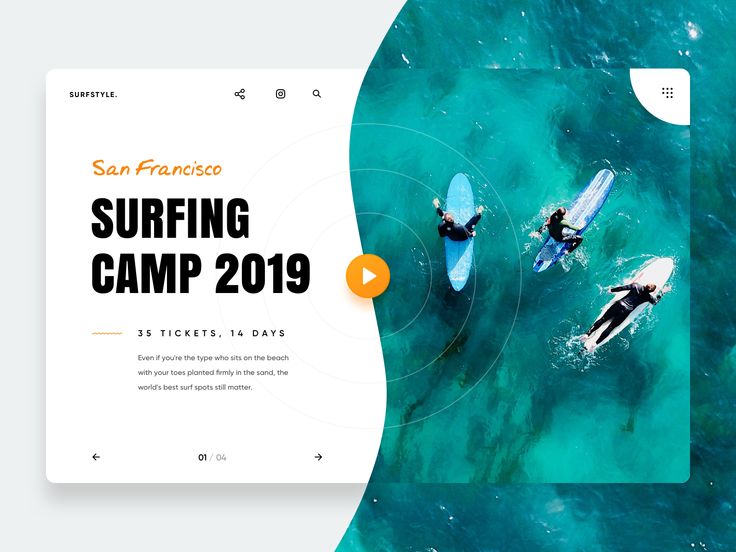 SURFSTYLE.
San Francisco
SURFING
CAMP 2019
35 TICKETS, 14 DAYS
Even if you're the type who sits on the beach
with your toes planted firmly in the sand, the
world's best surf spots still matter.
01 / 04